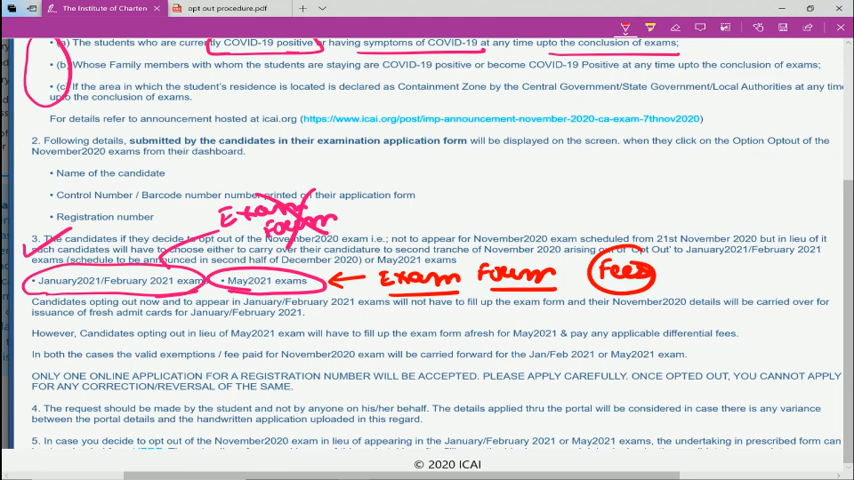 The Institute of Charten
opt out procedure.pdf
(a) The students who are currently COVID-19 positive or having symptoms of COVID-19 at any time upto the conclusion of exams;
• (b) Whose Family members with whom the students are staying are COVID-19 positive or become COVID-19 Positive at any time upto the conclusion of exams;
• (c) If the area in which the student's residence is located is declared as Containment Zone by the Central Government/State Government/Local Authorities at any time
upto the conclusion of exams.
For details refer to announcement hosted at icai.org (https://www.icai.org/post/imp-announcement-november-2020-ca-exam-7thnov2020)
2. Following details, submitted by the candidates in their examination application form will be displayed on the screen. when they click on the Option Optout of the
November2020 exams from their dashboard.
• Name of the candidate
• Control Number / Barcode number number printed on their application form
Exam
Form
• Registration number
3. The candidates if they decide to opt out of the November2020 exam i.e.; not to appear for November2020 exam scheduled from 21st November 2020 but in lieu of it
such candidates will have to choose either to carry over their candidature to second tranche of November 2020 arising out of 'Opt Out' to January2021/February 2021
exams (schedule to be announced in second half of December 2020) or May2021 exams
• January2021/February 2021 exam • May2021 exams Exam Form Fees
Candidates opting out now and to appear in January/February 2021 exams will not have to fill up the exam form and their November2020 details will be carried over for
issuance of fresh admit cards for January/February 2021.
However, Candidates opting out in lieu of May2021 exam will have to fill up the exam form afresh for May2021 & pay any applicable differential fees.
In both the cases the valid exemptions / fee paid for November2020 exam will be carried forward for the Jan/Feb 2021 or May2021 exam.
ONLY ONE ONLINE APPLICATION FOR A REGISTRATION NUMBER WILL BE ACCEPTED. PLEASE APPLY CAREFULLY. ONCE OPTED OUT, YOU CANNOT APPLY
FOR ANY CORRECTION/REVERSAL OF THE SAME.
4. The request should be made by the student and not by anyone on his/her behalf. The details applied thru the portal will be considered in case there is any variance
between the portal details and the handwritten application uploaded in this regard.
5. In case you decide to opt out of the November2020 exam in lieu of appearing in the January/February 2021 or May2021 exams, the undertaking in prescribed form can
© 2020 ICAI